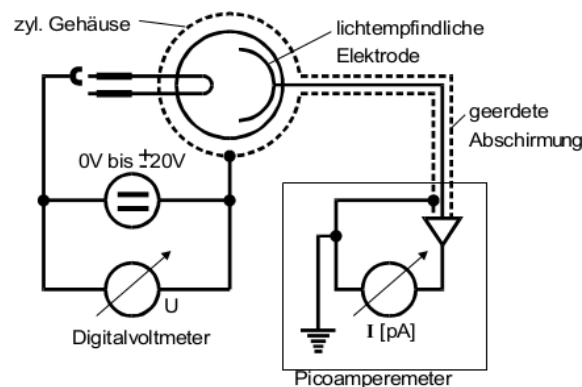 zyl. Gehäuse
lichtempfindliche
Elektrode
geerdete
Abschirmung
0V bis ±20V
U
Digitalvoltmeter
I [pA]
Picoamperemeter